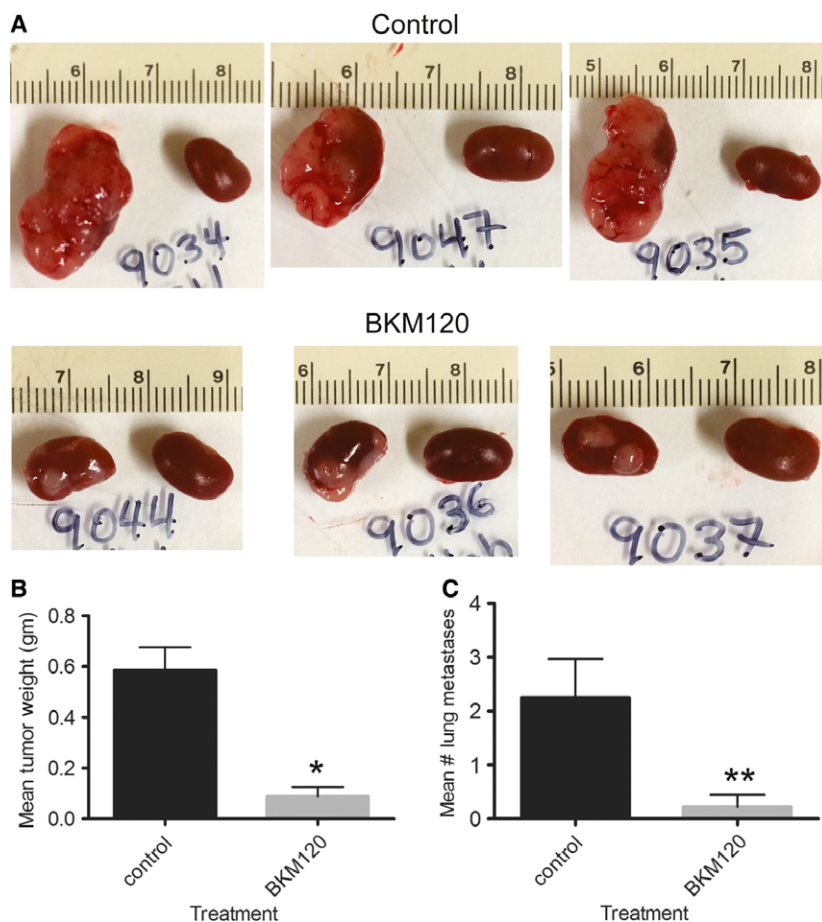 A
Control
6 7 8
6 7 8
5 6 7 8
9034
9047
9035
BKM120
7 8 9
6 7 8
5 6 7 8
9044
9036
9037
B
Mean tumor weight (gm)
0.8
0.6
0.4
0.2
0.0
*
control
BKM120
Treatment
C
Mean # lung metastases
4
3
2
1
0
**
control
BKM120
Treatment